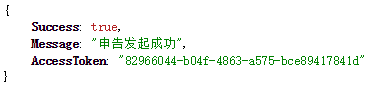 {
Success: true,
Message: "申告发起成功",
AccessToken: "82966044-b04f-4863-a575-bce89417841d"
}